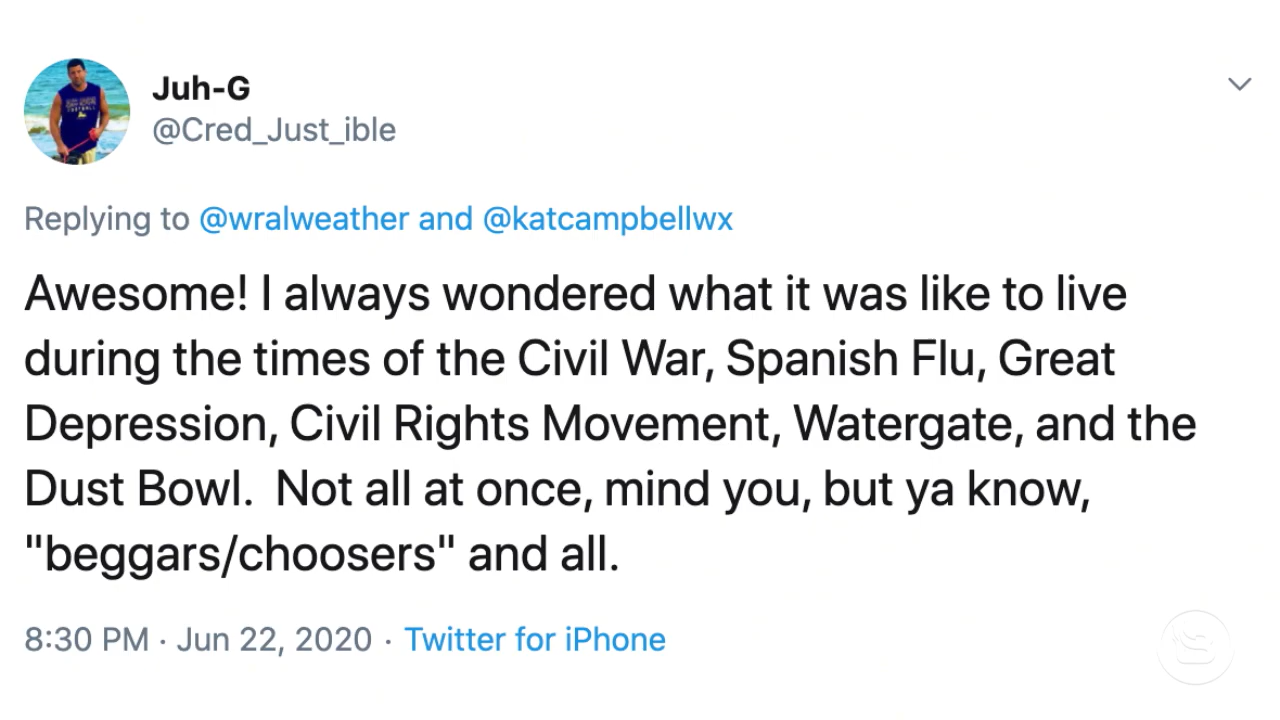 Juh-G
@Cred_Just_ible
Replying to @wralweather and @katcampbellwx
Awesome! I always wondered what it was like to live
during the times of the Civil War, Spanish Flu, Great
Depression, Civil Rights Movement, Watergate, and the
Dust Bowl.  Not all at once, mind you, but ya know,
"beggars/choosers" and all.
8:30 PM · Jun 22, 2020 · Twitter for iPhone